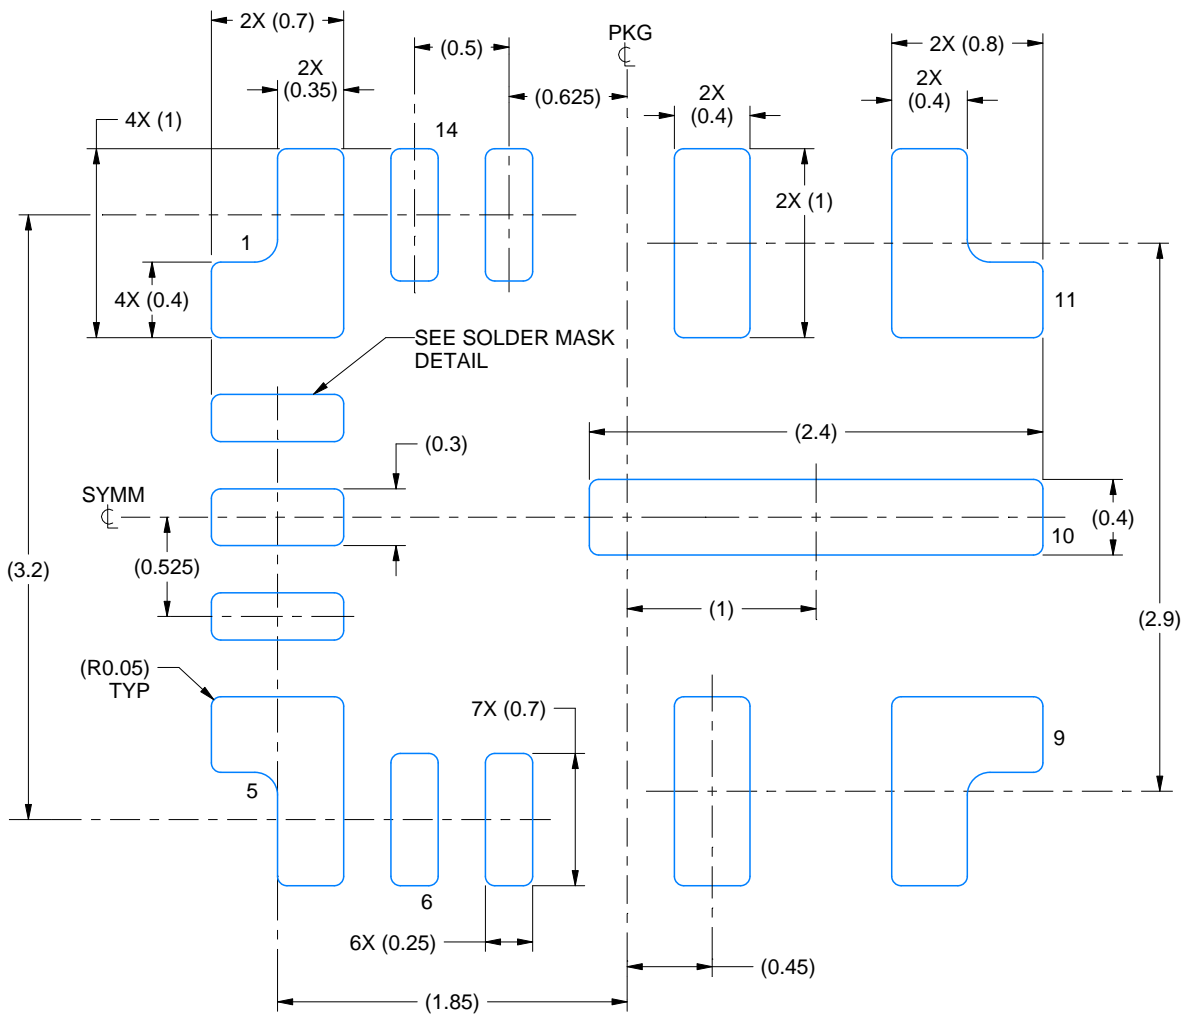 2X (0.7)
(0.5)
PKG
2X (0.8)
2X
(0.35)
(0.625)
2X
(0.4)
2X
(0.4)
4X (1)
14
2X (1)
1
4X (0.4)
11
SEE SOLDER MASK
DETAIL
(2.4)
(0.3)
SYMM
(0.4)
10
(3.2)
(0.525)
(1)
(2.9)
(R0.05)
TYP
7X (0.7)
9
5
6
6X (0.25)
(0.45)
(1.85)